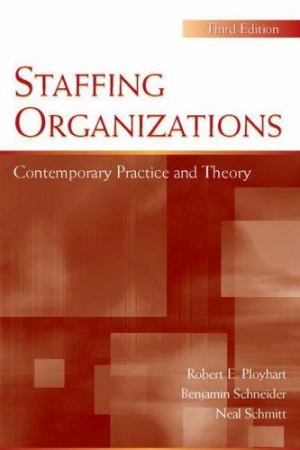 Third Edition
STAFFING
ORGANIZATIONS
Contemporary Practice and Theory
Robert E. Ployhart
Benjamin Schneider
Neal Schmitt